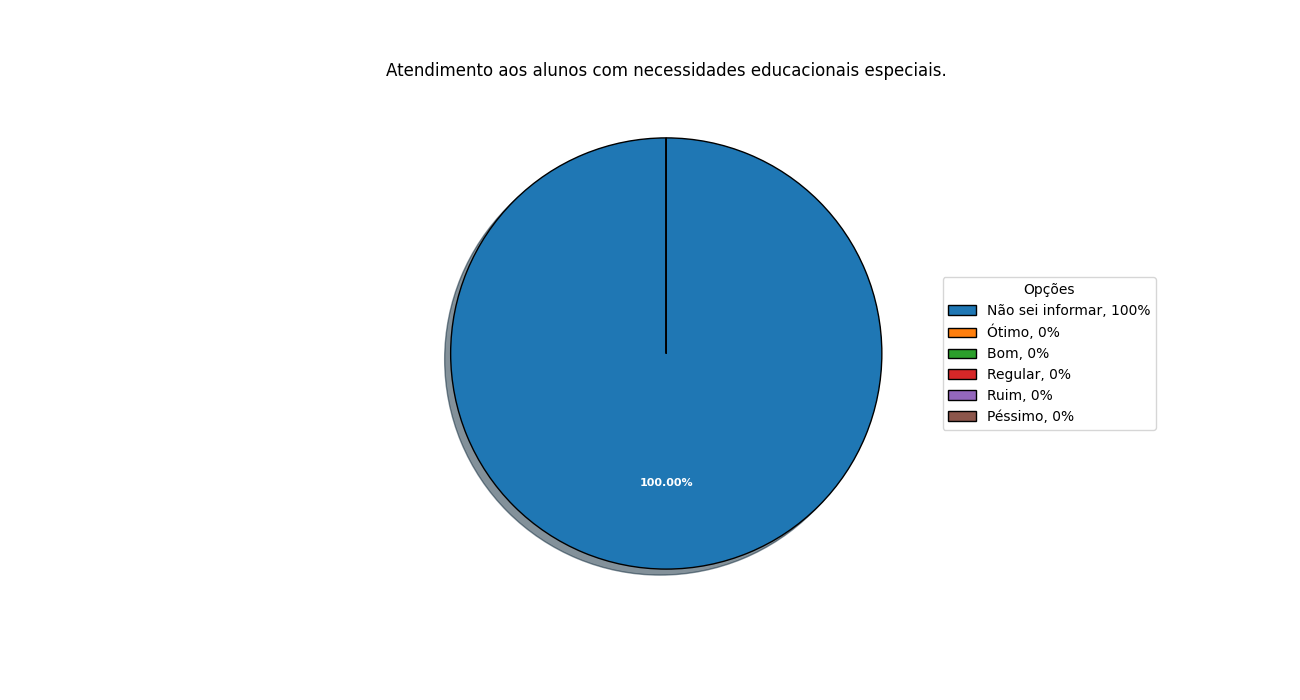 Atendimento aos alunos com necessidades educacionais especiais.
Opções
Não sei informar, 100%
Ótimo, 0%
Bom, 0%
Regular, 0%
Ruim, 0%
Péssimo, 0%
100.00%